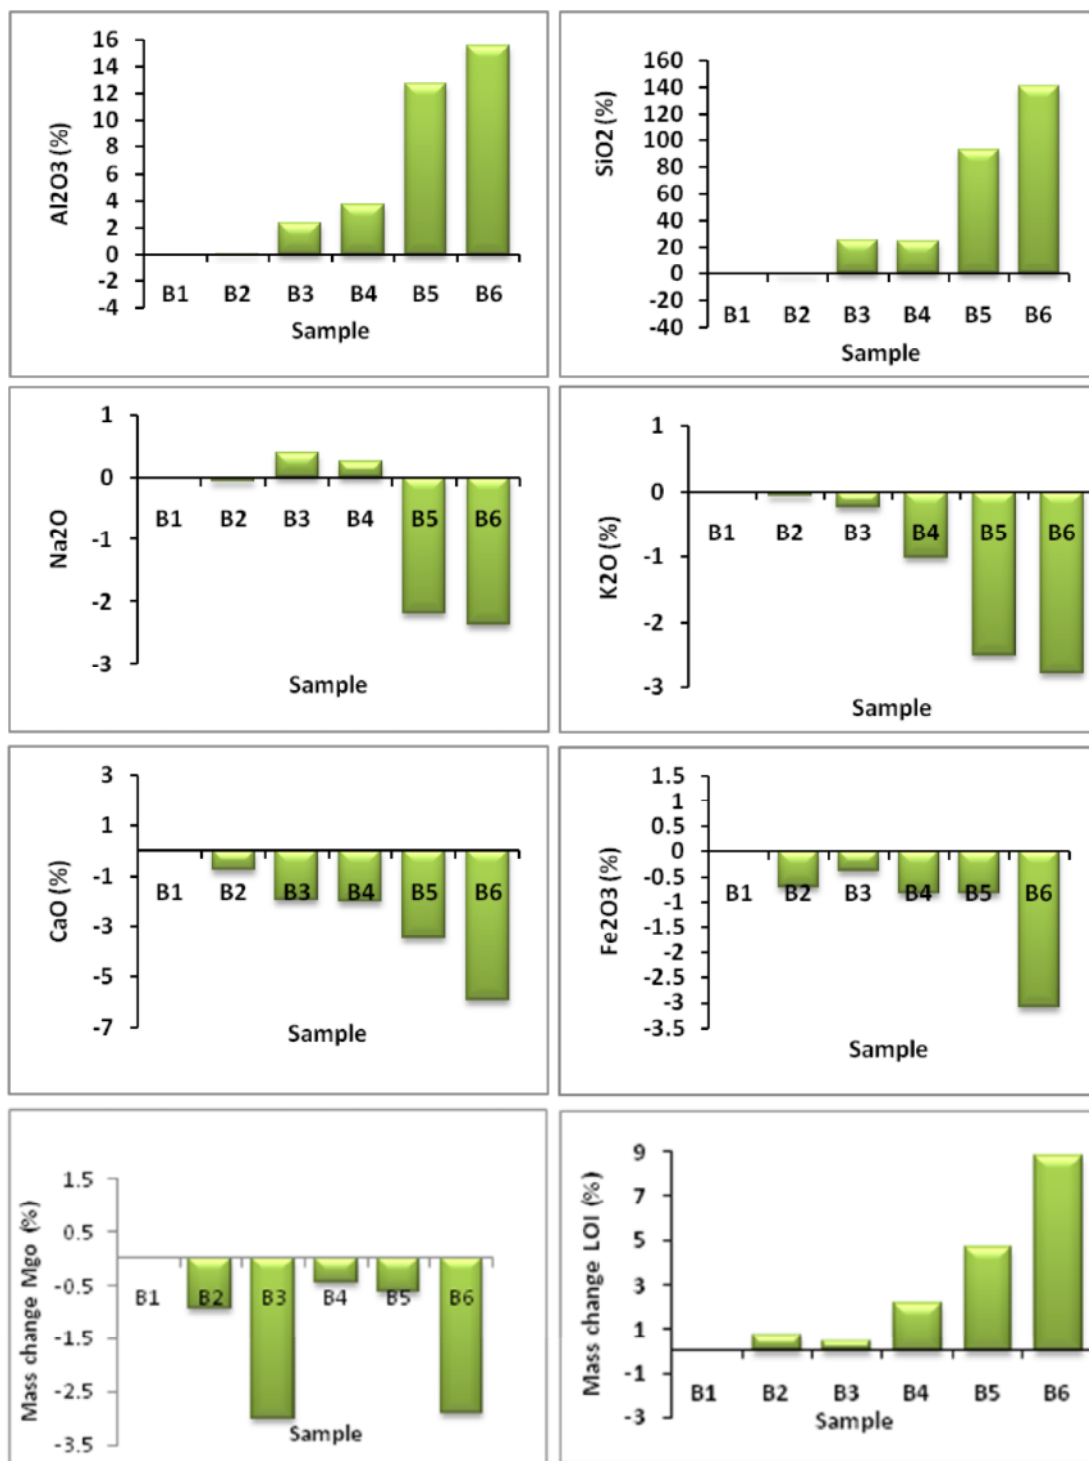 Al2O3 (%)
16
14
12
10
8
6
4
2
0
-2
-4
B1 B2 B3 B4 B5 B6
Sample
SiO2 (%)
160
140
120
100
80
60
40
20
0
-20
-40
B1 B2 B3 B4 B5 B6
Sample
Na2O
1
0
-1
-2
-3
B1 B2 B3 B4 B5 B6
Sample
K2O (%)
1
0
-1
-2
-3
B1 B2 B3 B4 B5 B6
Sample
CaO (%)
3
1
-1
-3
-5
-7
B1 B2 B3 B4 B5 B6
Sample
Fe2O3 (%)
1.5
1
0.5
0
-0.5
-1
-1.5
-2
-2.5
-3
-3.5
B1 B2 B3 B4 B5 B6
Sample
Mass change Mgo (%)
1.5
0.5
-0.5
-1.5
-2.5
-3.5
B1 B2 B3 B4 B5 B6
Sample
Mass change LOI (%)
9
7
5
3
1
-1
-3
B1 B2 B3 B4 B5 B6
Sample